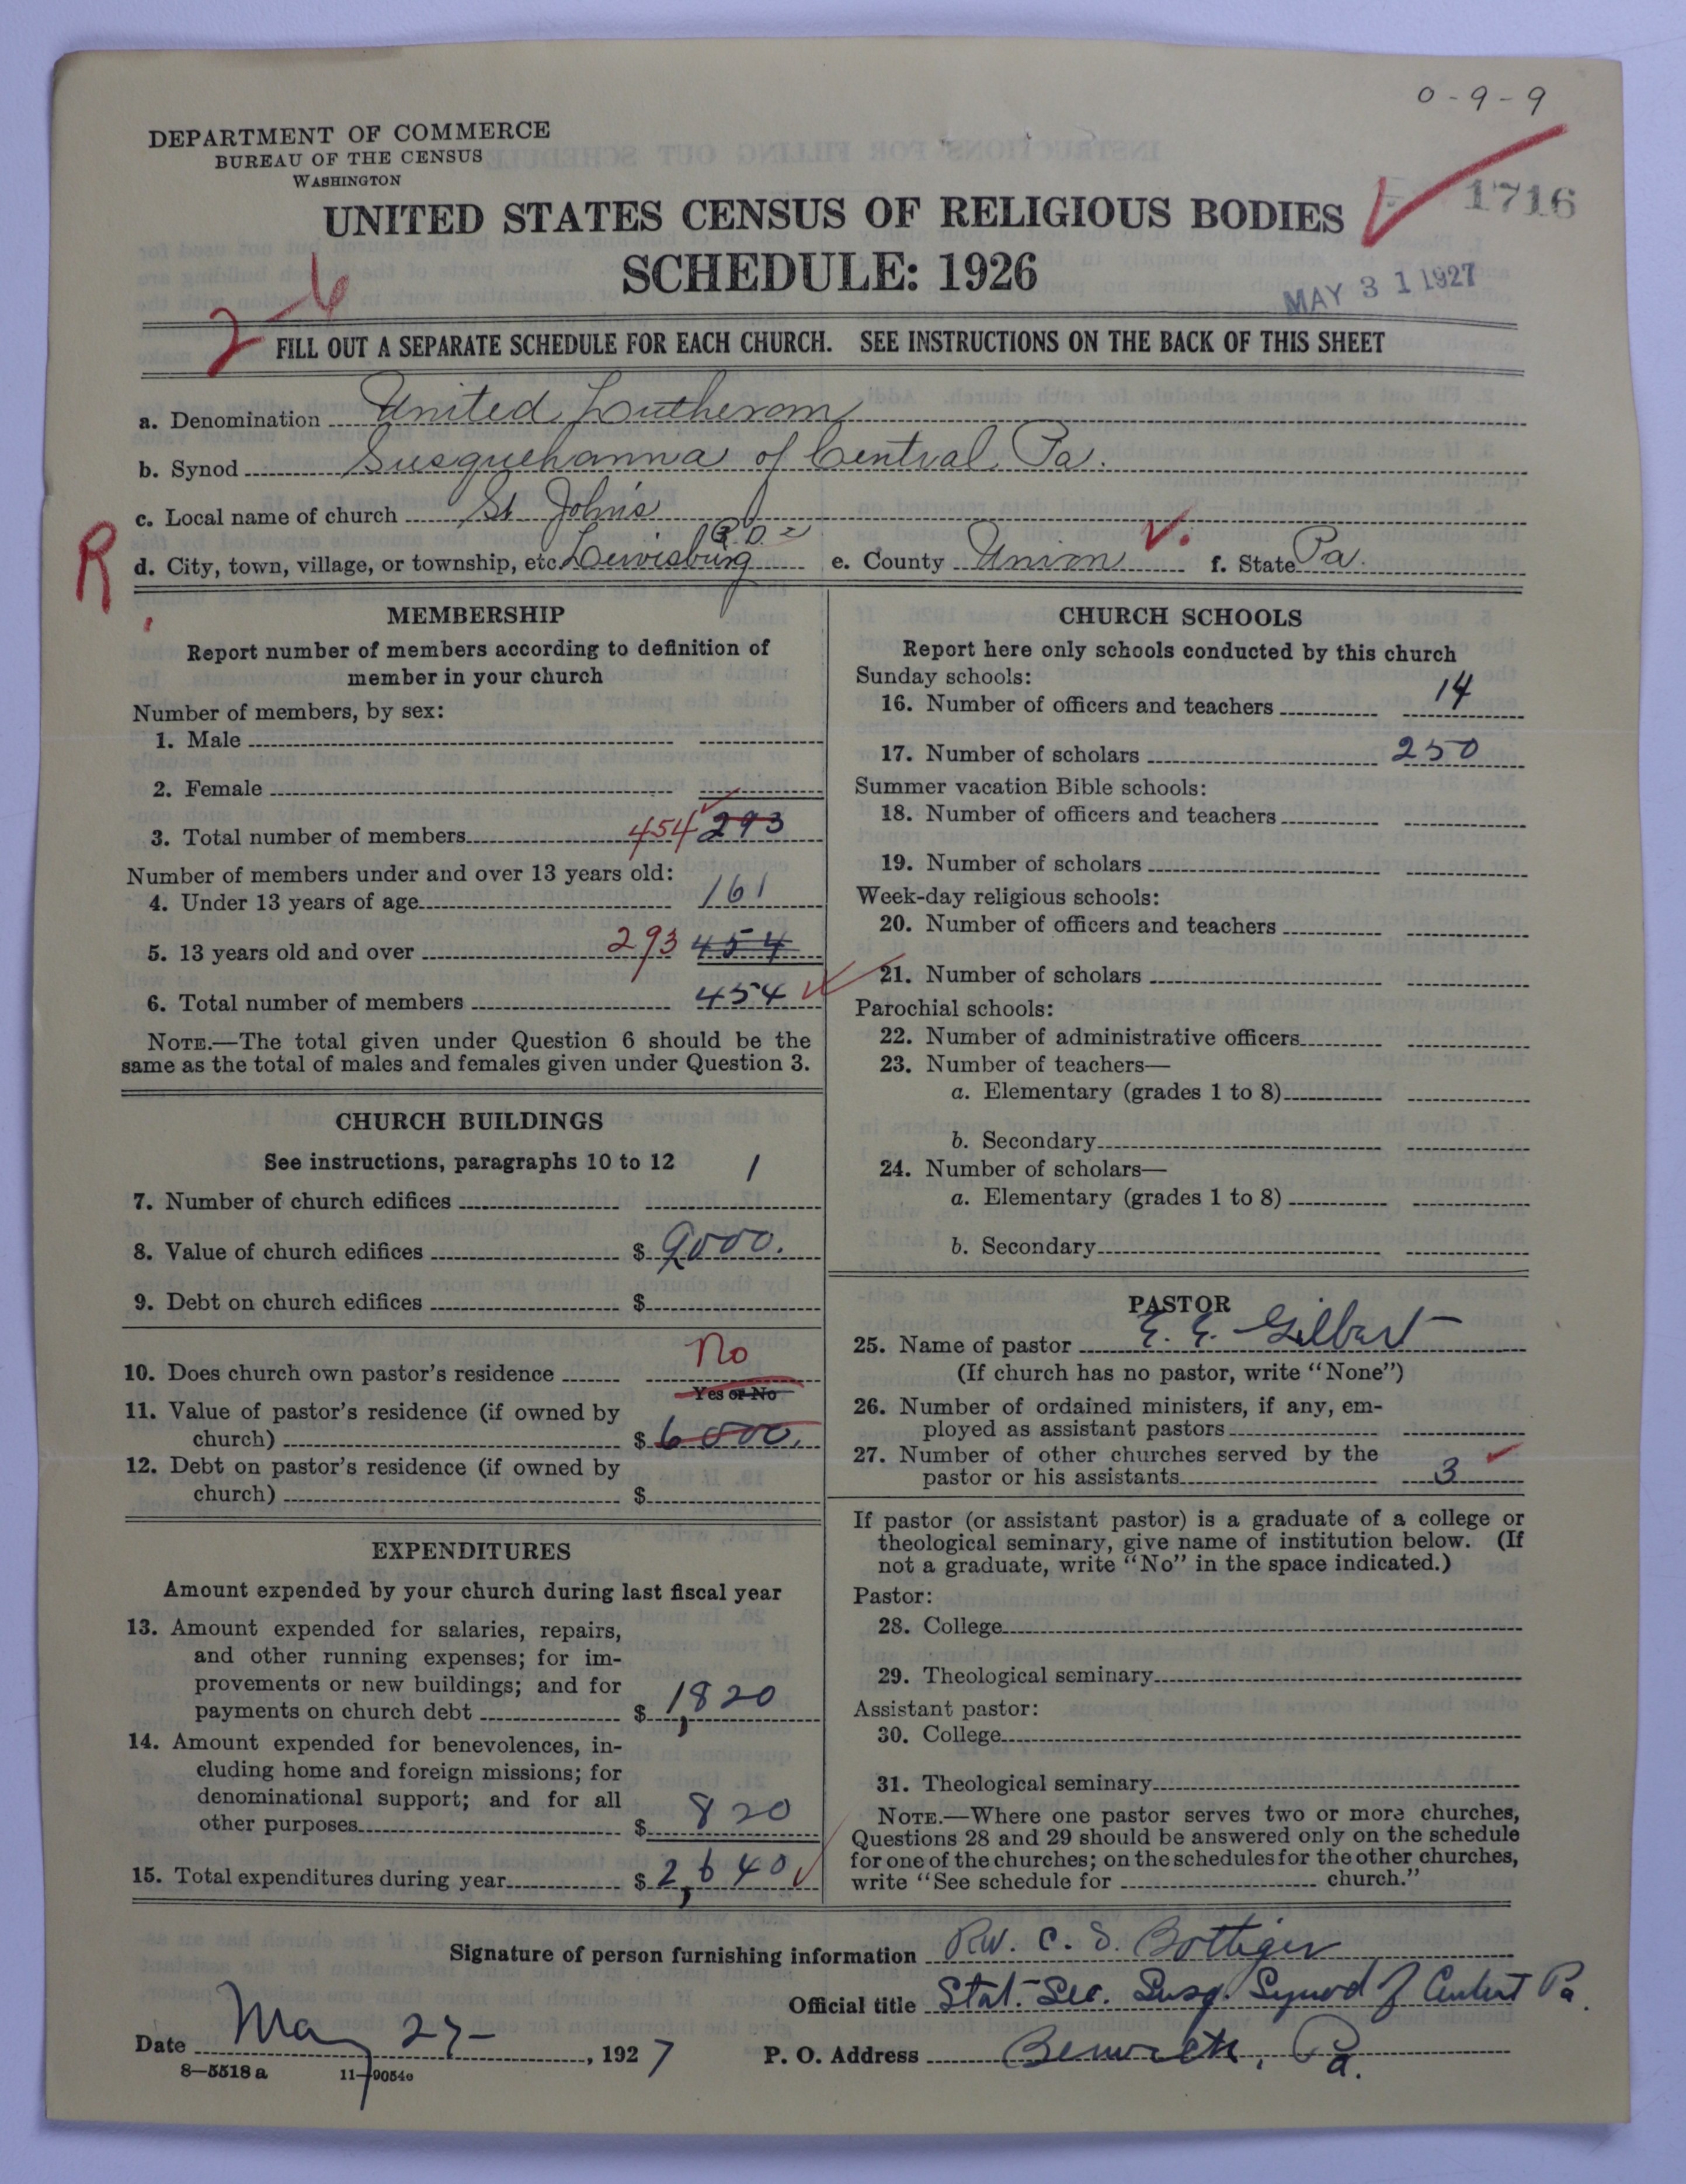 0-9-9
DEPARTMENT OF COMMERCE
BUREAU OF THE CENSUS
WASHINGTON
1716
UNITED STATES CENSUS OF RELIGIOUS BODIES
SCHEDULE: 1926
MAY 31 1927
2-6
FILL OUT A SEPARATE SCHEDULE FOR EACH CHURCH. SEE INSTRUCTIONS ON THE BACK OF THIS SHEET
a. Denomination United Lutheran
b. Synod Susquehanna of Central Pa.
c. Local name of church St John's
R
d. City, town, village, or township, etc. Lewisburg e. County Union f. State Pa.
MEMBERSHIP
Report number of members according to definition of
member in your church
Number of members, by sex:
1. Male
2. Female
3. Total number of members 454 293
Number of members under and over 13 years old:
4. Under 13 years of age 161
5. 13 years old and over 293 454
6. Total number of members 454
NOTE.—The total given under Question 6 should be the
same as the total of males and females given under Question 3.
CHURCH BUILDINGS
See instructions, paragraphs 10 to 12
7. Number of church edifices 1
8. Value of church edifices $ 9000.
9. Debt on church edifices $
10. Does church own pastor's residence No
Yes or No
11. Value of pastor's residence (if owned by
church) $ 6000.
12. Debt on pastor's residence (if owned by
church) $
EXPENDITURES
Amount expended by your church during last fiscal year
13. Amount expended for salaries, repairs,
and other running expenses; for im-
provements or new buildings; and for
payments on church debt $ 1,820
14. Amount expended for benevolences, in-
cluding home and foreign missions; for
denominational support; and for all
other purposes $ 820
15. Total expenditures during year $ 2,640
CHURCH SCHOOLS
Report here only schools conducted by this church
Sunday schools:
16. Number of officers and teachers 14
17. Number of scholars 250
Summer vacation Bible schools:
18. Number of officers and teachers
19. Number of scholars
Week-day religious schools:
20. Number of officers and teachers
21. Number of scholars
Parochial schools:
22. Number of administrative officers
23. Number of teachers—
a. Elementary (grades 1 to 8)
b. Secondary
24. Number of scholars—
a. Elementary (grades 1 to 8)
b. Secondary
PASTOR
25. Name of pastor E. E. Gilbert
(If church has no pastor, write "None")
26. Number of ordained ministers, if any, em-
ployed as assistant pastors
27. Number of other churches served by the
pastor or his assistants 3
If pastor (or assistant pastor) is a graduate of a college or
theological seminary, give name of institution below. (If
not a graduate, write "No" in the space indicated.)
Pastor:
28. College
29. Theological seminary
Assistant pastor:
30. College
31. Theological seminary
NOTE.—Where one pastor serves two or more churches,
Questions 28 and 29 should be answered only on the schedule
for one of the churches; on the schedules for the other churches,
write "See schedule for church."
Signature of person furnishing information Rev. C. S. Bottiger
Official title Stat. Sec. Susq. Synod of Central Pa.
Date May 27 , 1927 P. O. Address Berwick, Pa.
8—5518 a 11—9054